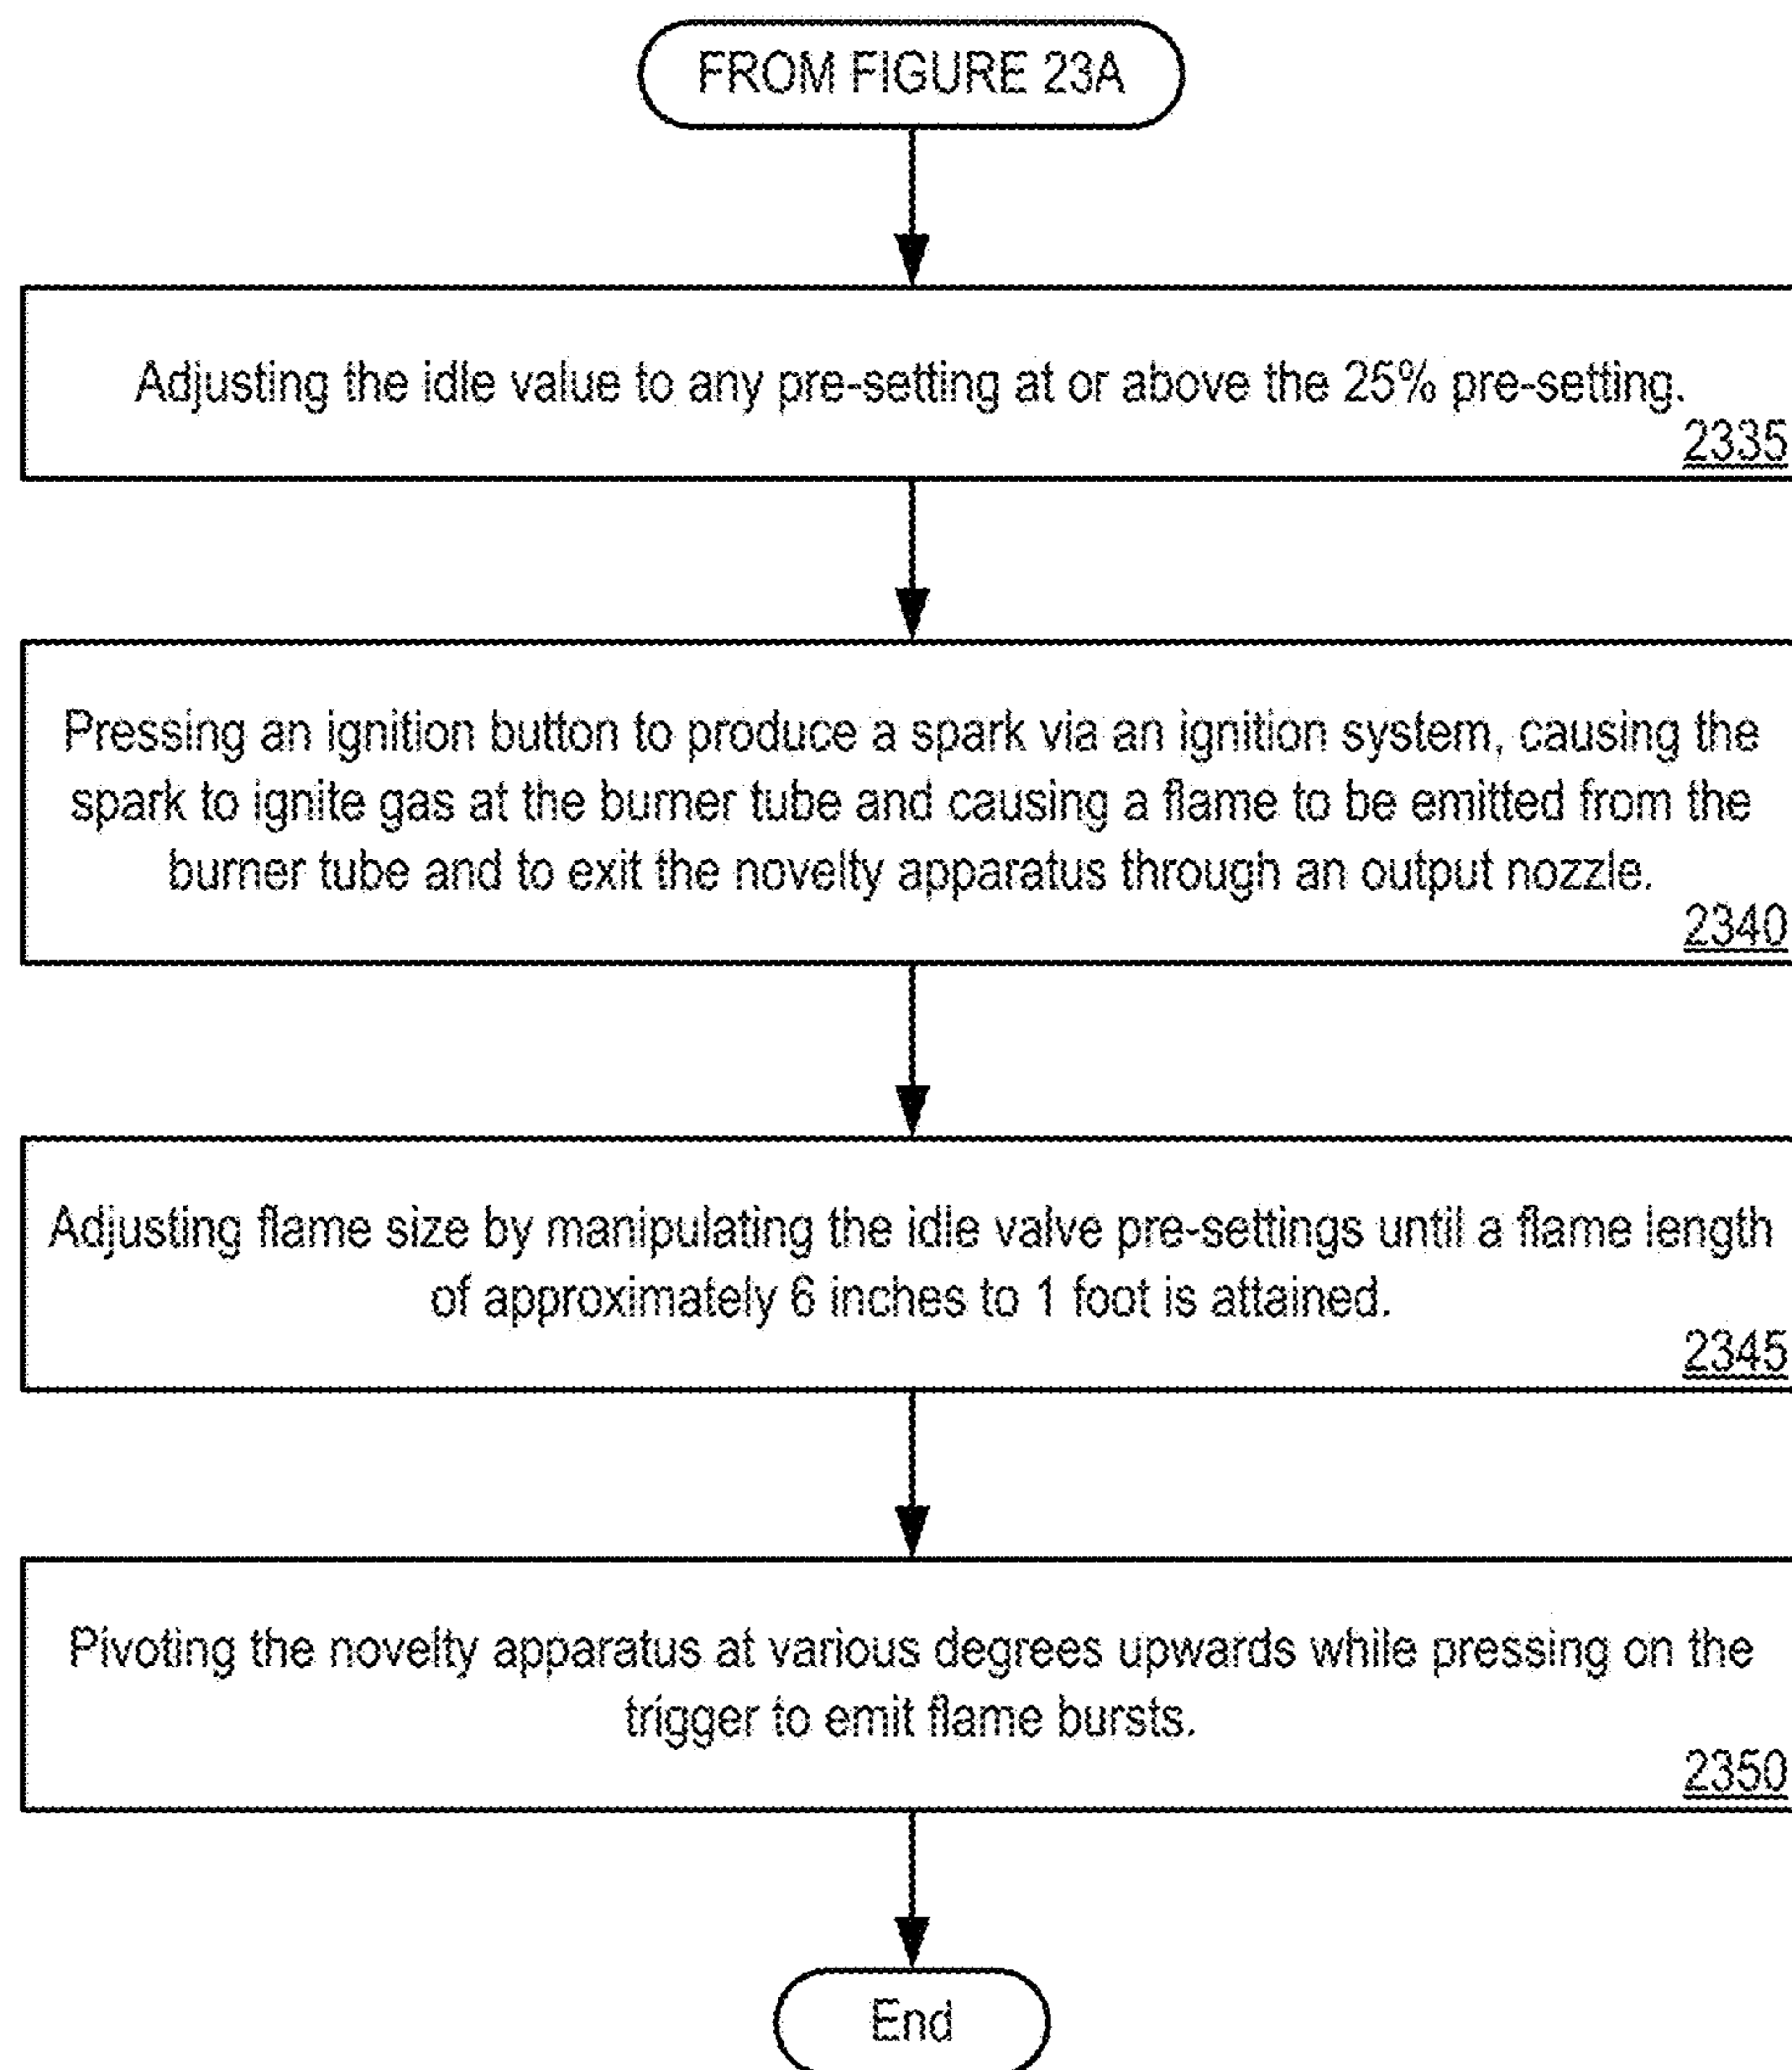 FROM FIGURE 23A
Adjusting the idle value to any pre-setting at or above the 25% pre-setting.
2335
Pressing an ignition button to produce a spark via an ignition system, causing the
spark to ignite gas at the burner tube and causing a flame to be emitted from the
burner tube and to exit the novelty apparatus through an output nozzle.
2340
Adjusting flame size by manipulating the idle valve pre-settings until a flame length
of approximately 6 inches to 1 foot is attained.
2345
Pivoting the novelty apparatus at various degrees upwards while pressing on the
trigger to emit flame bursts.
2350
End